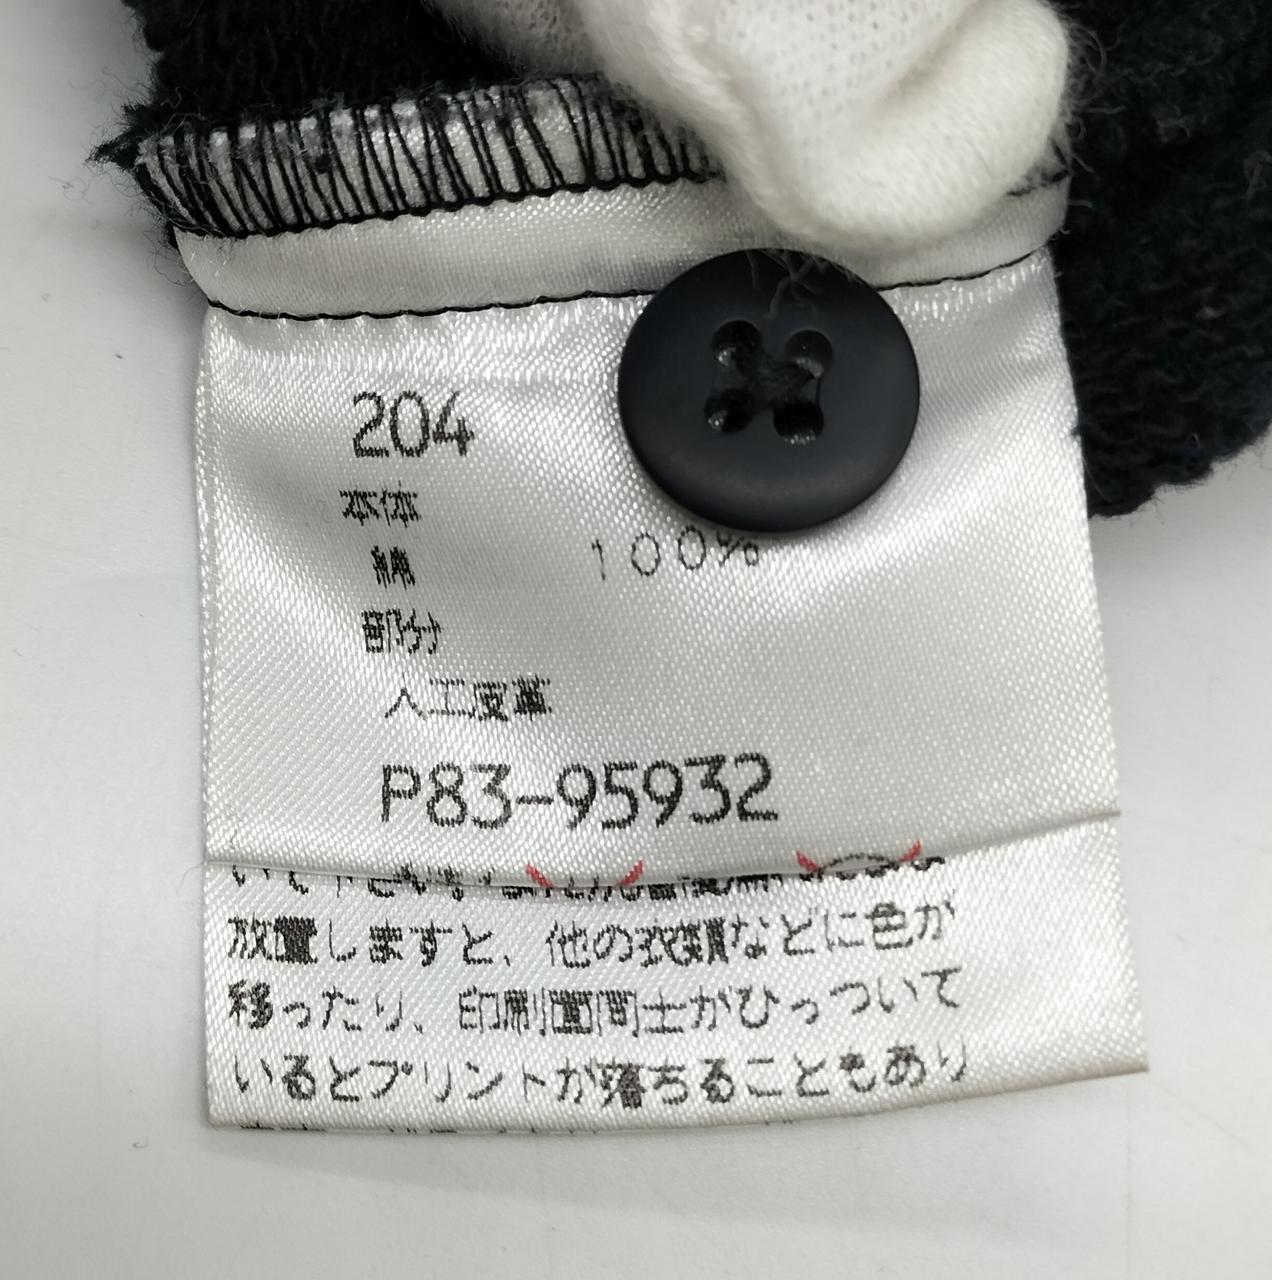 204
本体
綿 100%
部分
人工皮革
P83-95932
放置しますと、他の衣類などに色が
移ったり、印刷面同士がひっついて
いるとプリントが落ちることもあり